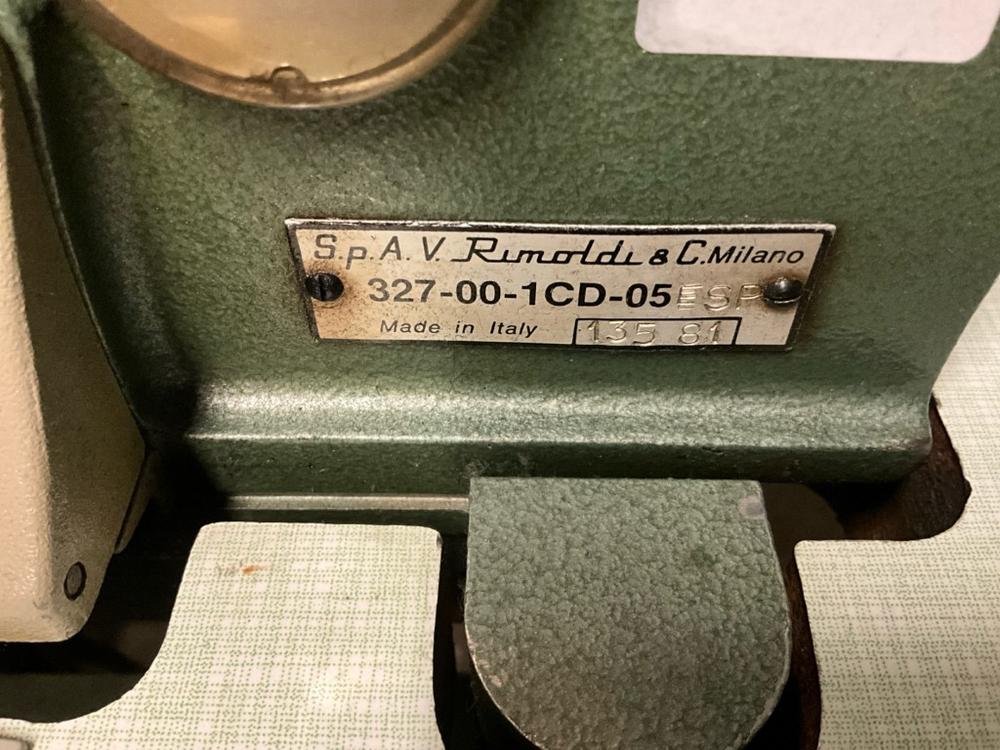 S.p.A. V. Rimoldi & C. Milano
327-00-1CD-05 ESP
Made in Italy 135 81